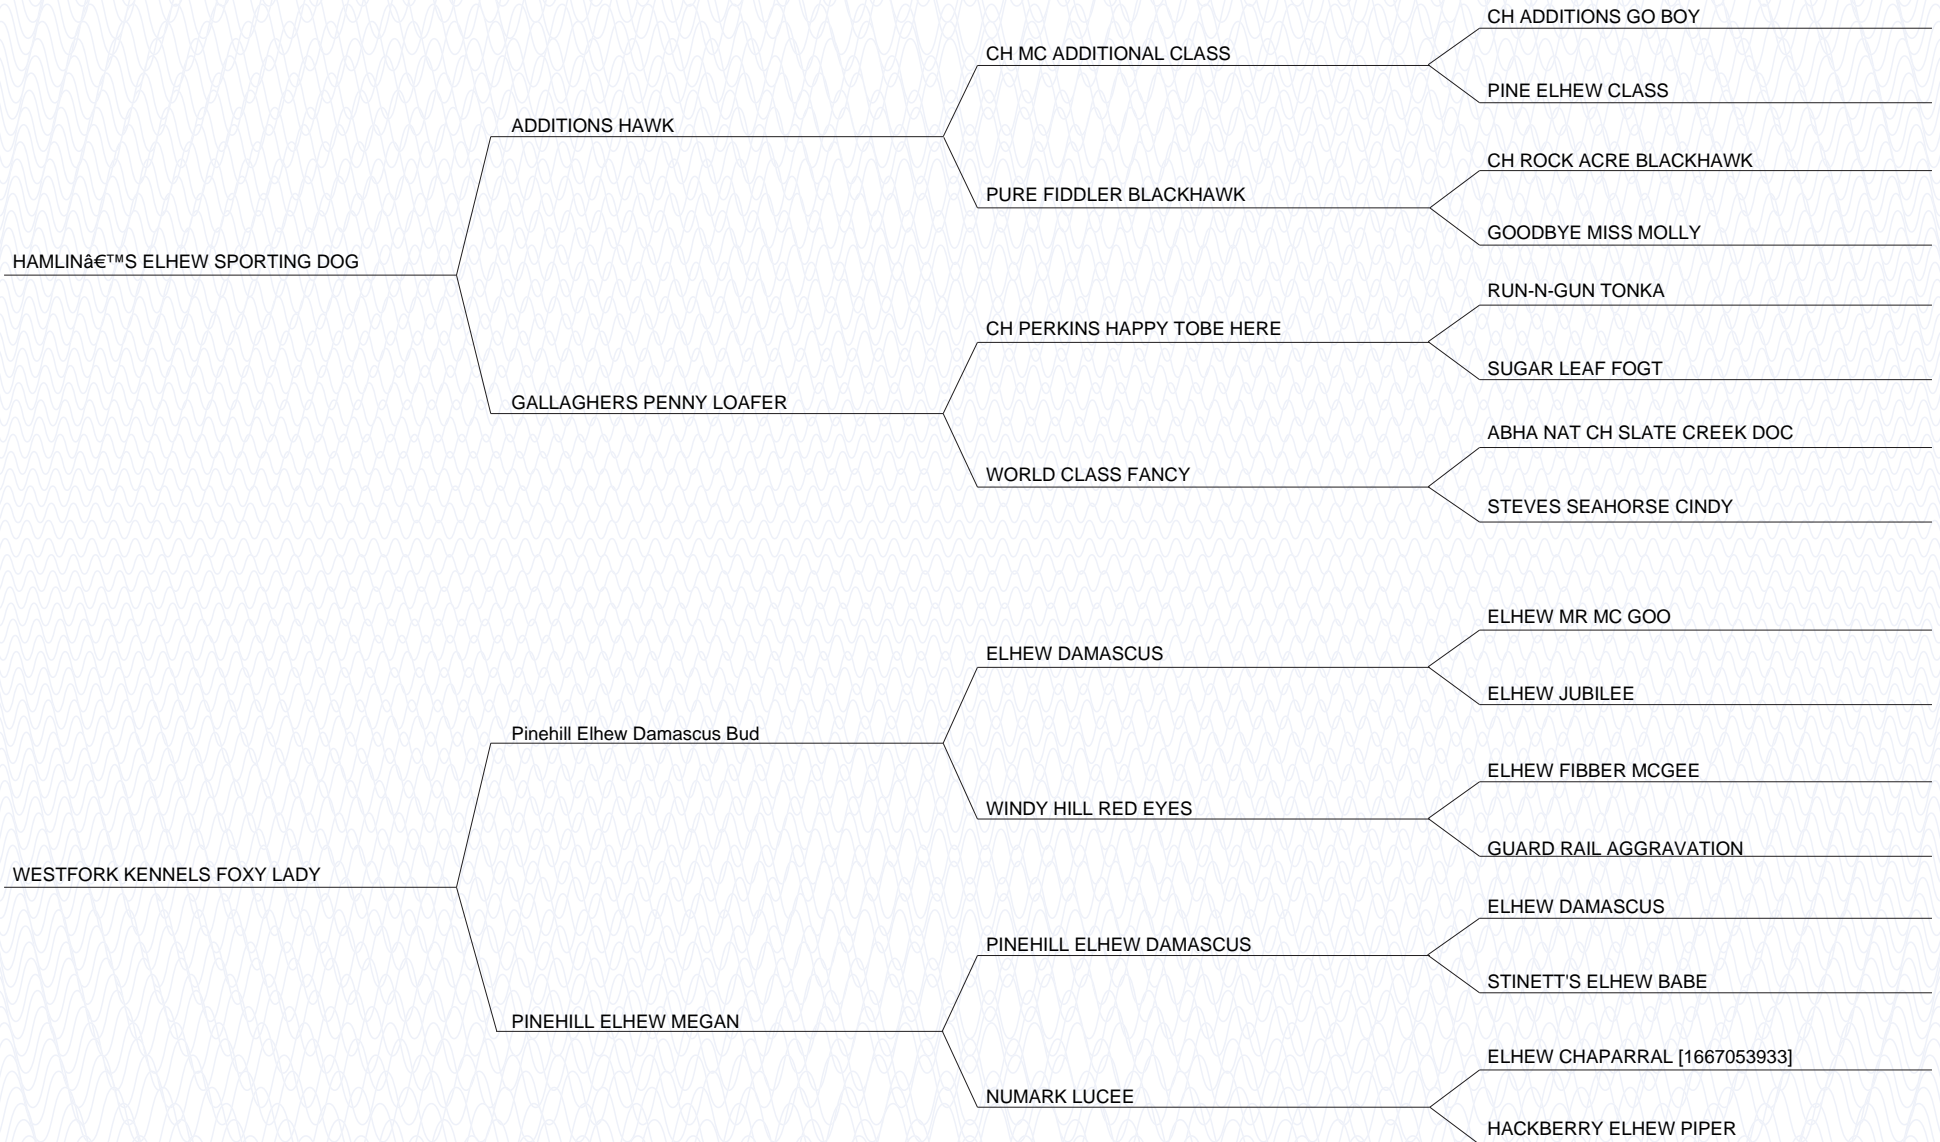 CH ADDITIONS GO BOY
CH MC ADDITIONAL CLASS
PINE ELHEW CLASS
ADDITIONS HAWK
CH ROCK ACRE BLACKHAWK
PURE FIDDLER BLACKHAWK
GOODBYE MISS MOLLY
HAMLINâ€™S ELHEW SPORTING DOG
RUN-N-GUN TONKA
CH PERKINS HAPPY TOBE HERE
SUGAR LEAF FOGT
GALLAGHERS PENNY LOAFER
ABHA NAT CH SLATE CREEK DOC
WORLD CLASS FANCY
STEVES SEAHORSE CINDY
ELHEW MR MC GOO
ELHEW DAMASCUS
ELHEW JUBILEE
Pinehill Elhew Damascus Bud
ELHEW FIBBER MCGEE
WINDY HILL RED EYES
GUARD RAIL AGGRAVATION
WESTFORK KENNELS FOXY LADY
ELHEW DAMASCUS
PINEHILL ELHEW DAMASCUS
STINETT'S ELHEW BABE
PINEHILL ELHEW MEGAN
ELHEW CHAPARRAL [1667053933]
NUMARK LUCEE
HACKBERRY ELHEW PIPER